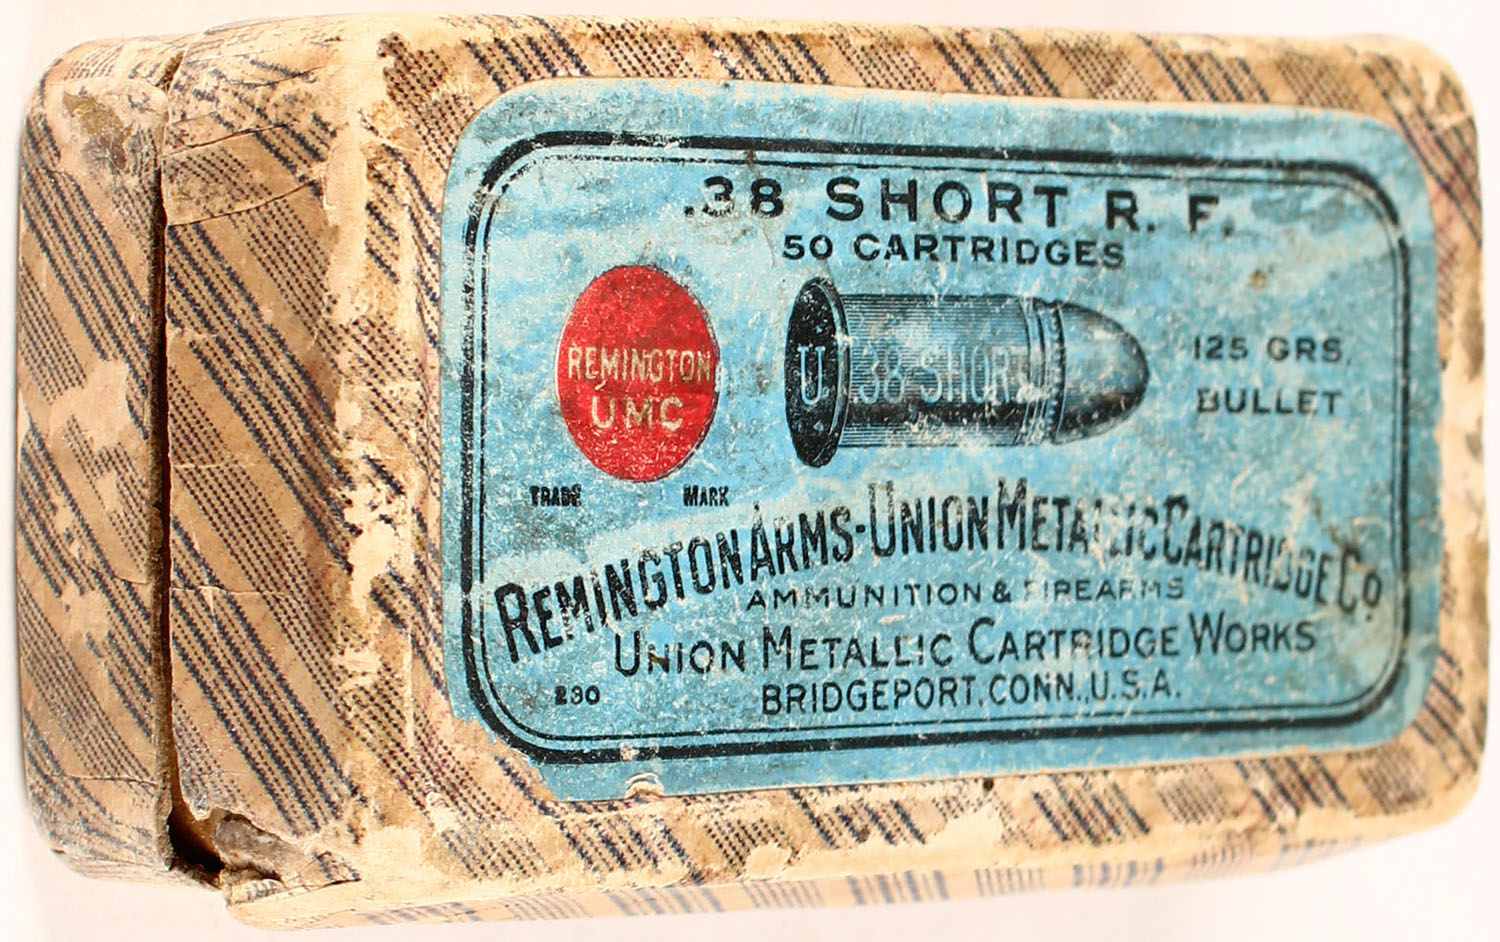 .38 SHORT R. F.
50 CARTRIDGES
REMINGTON
UMC
TRADE MARK
U .38 SHORT
125 GRS
BULLET
REMINGTON ARMS-UNION METALLIC CARTRIDGE Co
AMMUNITION & FIREARMS
UNION METALLIC CARTRIDGE WORKS
230
BRIDGEPORT, CONN., U.S.A.